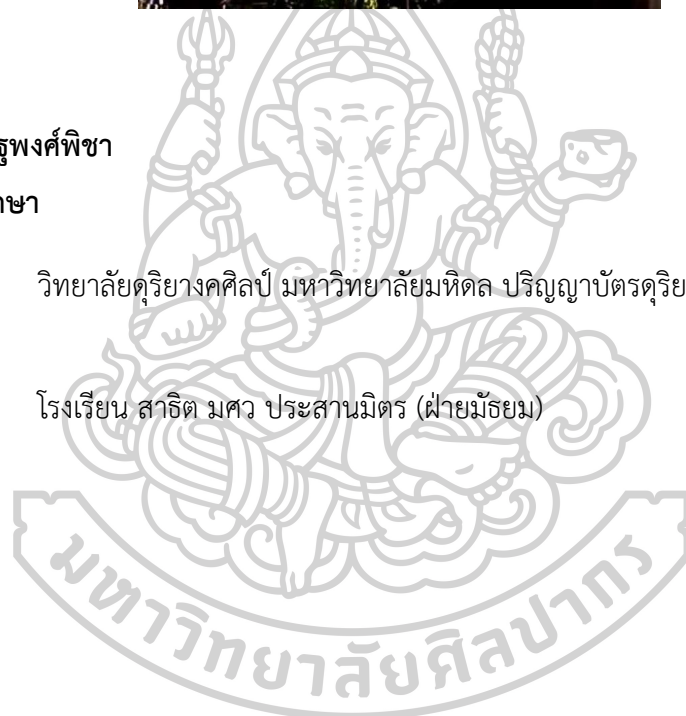 ฐพงศ์พิชา
วิทยาลัยดุริยางคศิลป์ มหาวิทยาลัยมหิดล ปริญญาบัตรดุริย
โรงเรียน สาธิต มศว ประสานมิตร (ฝ่ายมัธยม)
มหาวิทยาลัยศิลปากร